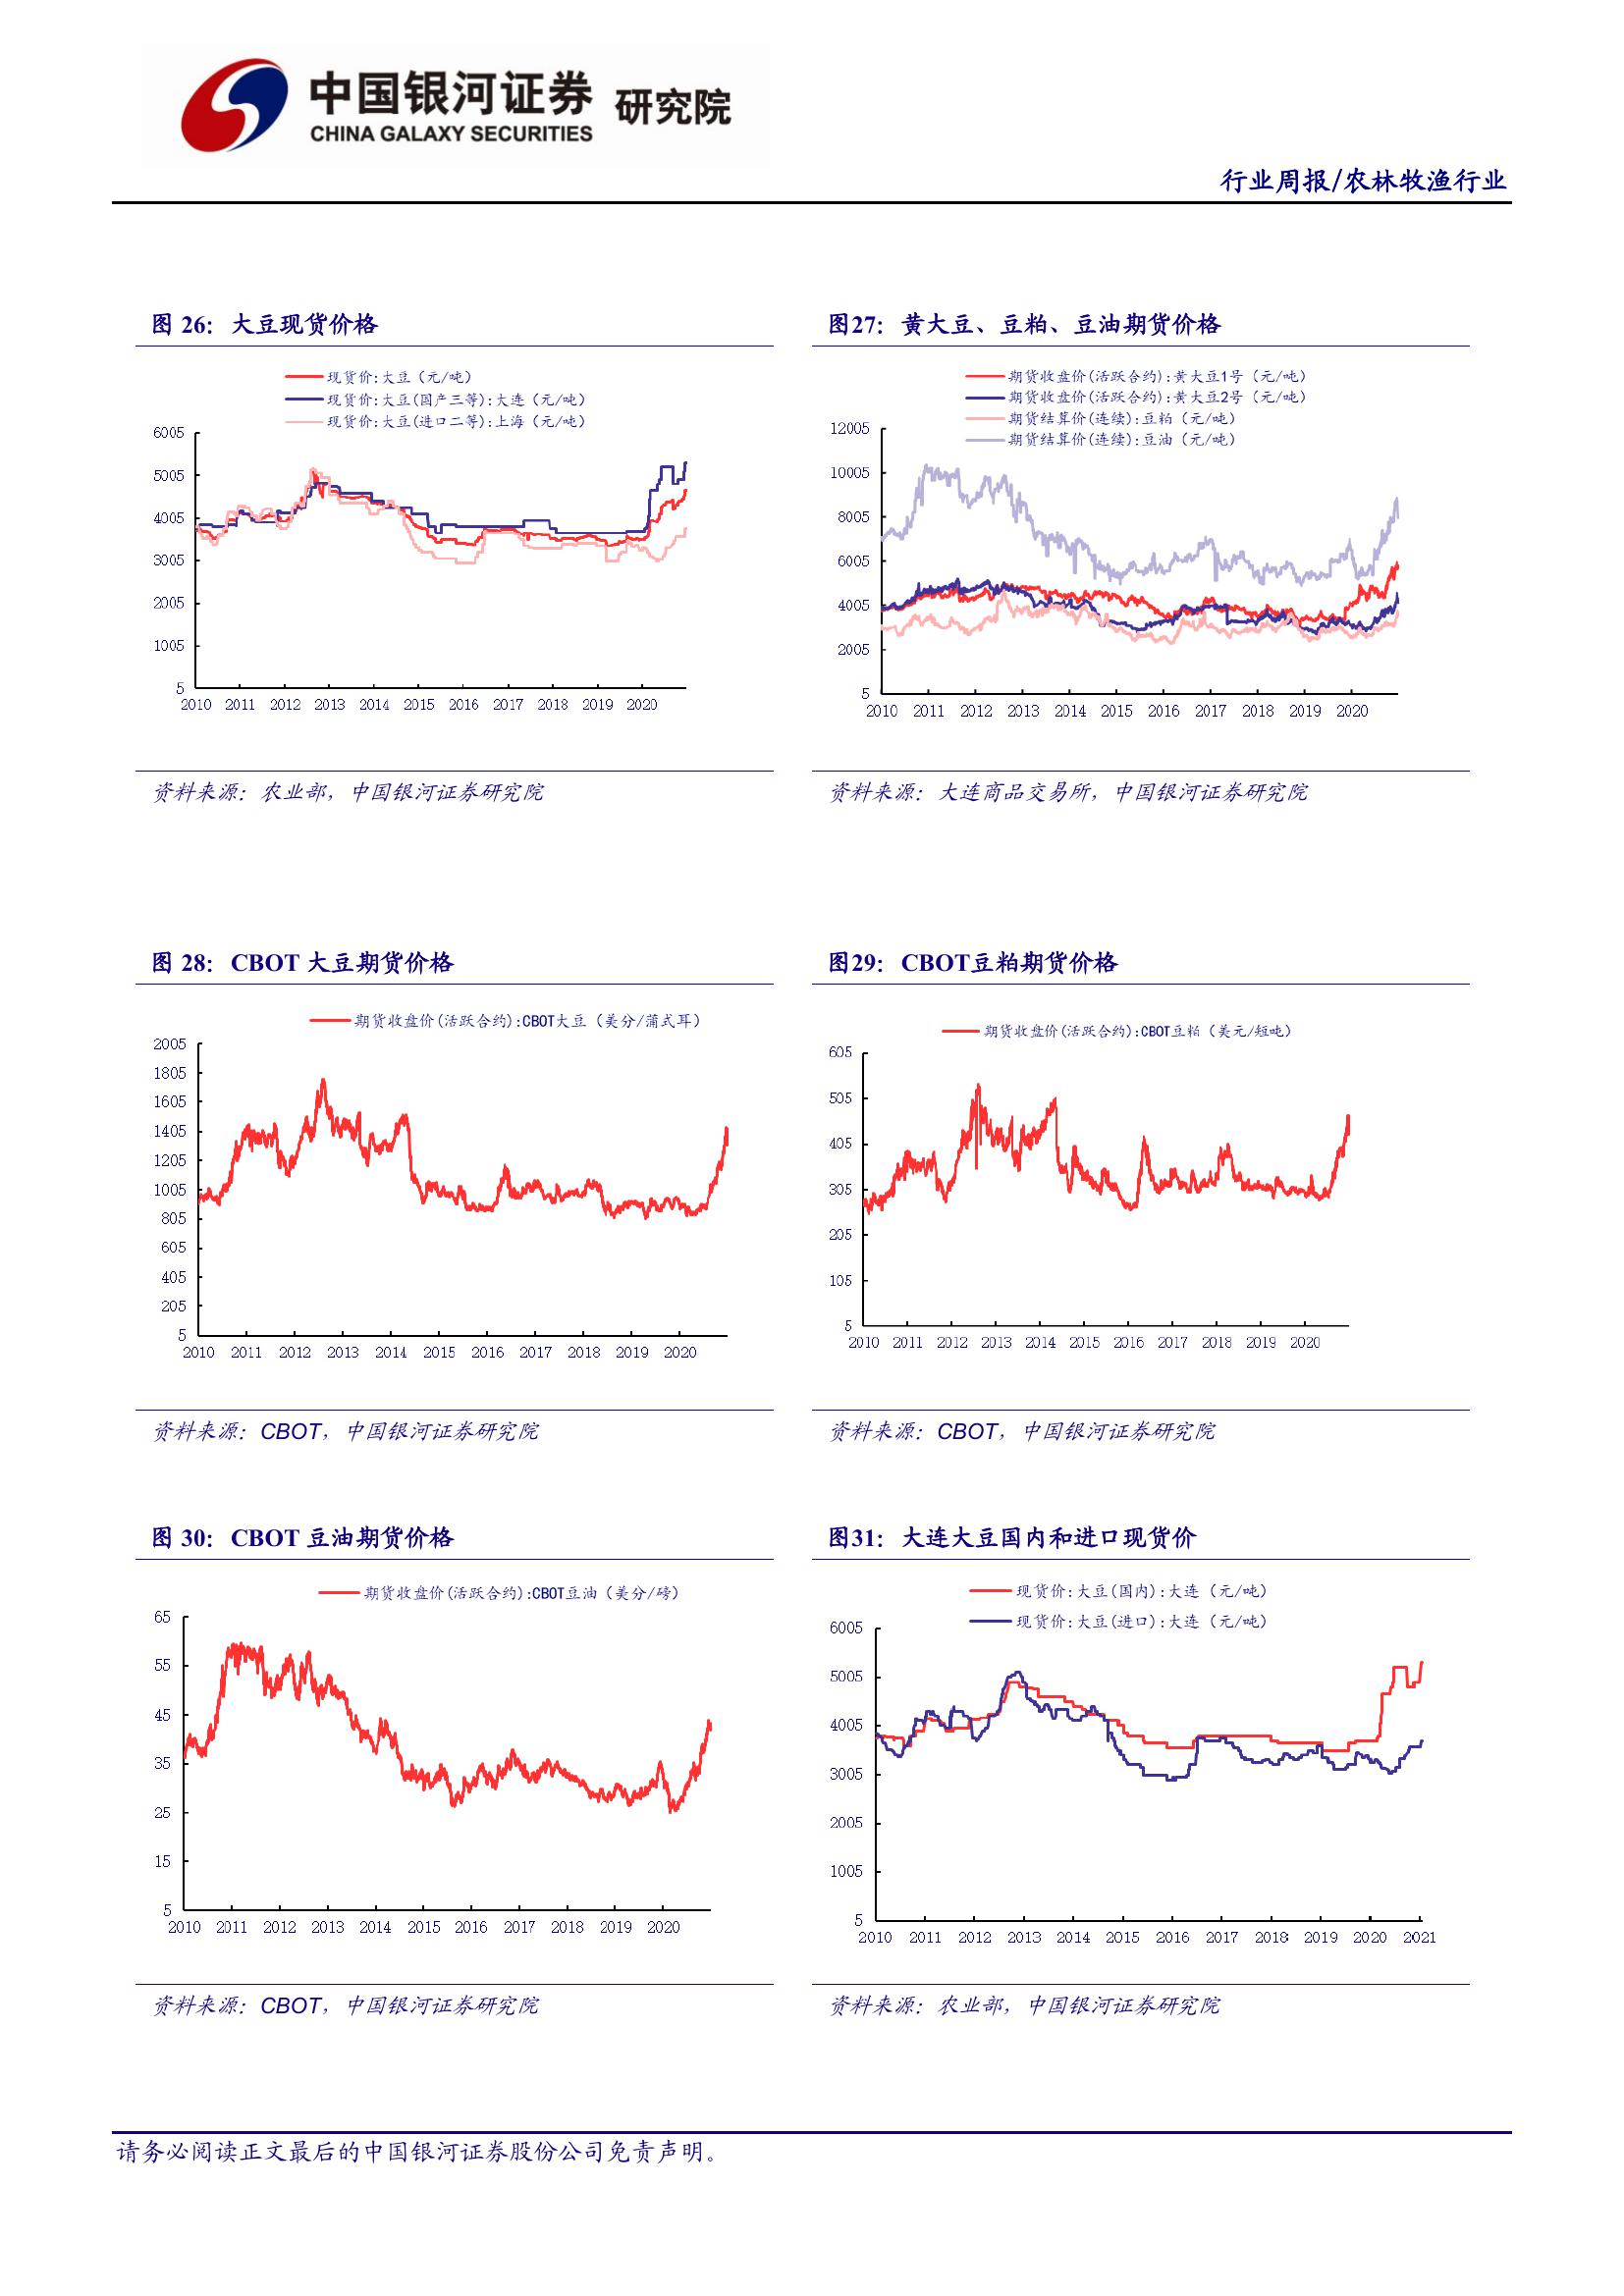 中国银河证券 研究院
CHINA GALAXY SECURITIES
行业周报/农林牧渔行业
图 26：大豆现货价格
现货价:大豆（元/吨）
现货价:大豆(国产三等):大连（元/吨）
现货价:大豆(进口二等):上海（元/吨）
6005
5005
4005
3005
2005
1005
5
2010 2011 2012 2013 2014 2015 2016 2017 2018 2019 2020
资料来源：农业部，中国银河证券研究院
图27：黄大豆、豆粕、豆油期货价格
期货收盘价(活跃合约):黄大豆1号（元/吨）
期货收盘价(活跃合约):黄大豆2号（元/吨）
期货结算价(连续):豆粕（元/吨）
期货结算价(连续):豆油（元/吨）
12005
10005
8005
6005
4005
2005
5
2010 2011 2012 2013 2014 2015 2016 2017 2018 2019 2020
资料来源：大连商品交易所，中国银河证券研究院
图 28：CBOT 大豆期货价格
期货收盘价(活跃合约):CBOT大豆（美分/蒲式耳）
2005
1805
1605
1405
1205
1005
805
605
405
205
5
2010 2011 2012 2013 2014 2015 2016 2017 2018 2019 2020
资料来源：CBOT，中国银河证券研究院
图29：CBOT豆粕期货价格
期货收盘价(活跃合约):CBOT豆粕（美元/短吨）
605
505
405
305
205
105
5
2010 2011 2012 2013 2014 2015 2016 2017 2018 2019 2020
资料来源：CBOT，中国银河证券研究院
图 30：CBOT 豆油期货价格
期货收盘价(活跃合约):CBOT豆油（美分/磅）
65
55
45
35
25
15
5
2010 2011 2012 2013 2014 2015 2016 2017 2018 2019 2020
资料来源：CBOT，中国银河证券研究院
图31：大连大豆国内和进口现货价
现货价:大豆(国内):大连（元/吨）
现货价:大豆(进口):大连（元/吨）
6005
5005
4005
3005
2005
1005
5
2010 2011 2012 2013 2014 2015 2016 2017 2018 2019 2020 2021
资料来源：农业部，中国银河证券研究院
请务必阅读正文最后的中国银河证券股份公司免责声明。